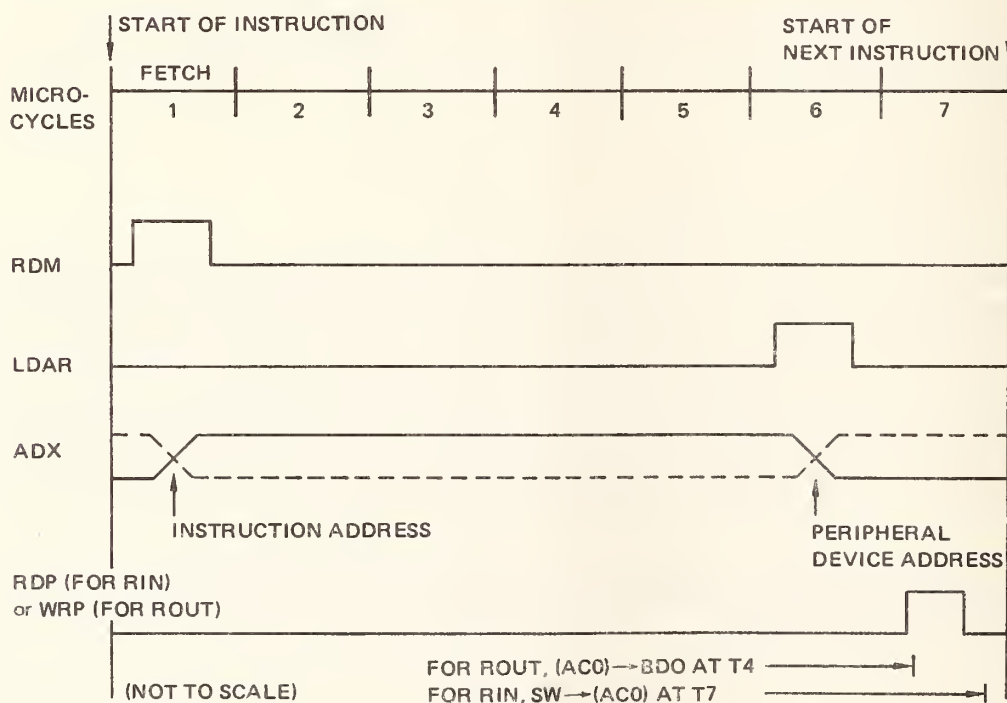 START OF INSTRUCTION
START OF
NEXT INSTRUCTION
FETCH
MICRO-
CYCLES
1 2 3 4 5 6 7
RDM
LDAR
ADX
INSTRUCTION ADDRESS
PERIPHERAL
DEVICE ADDRESS
RDP (FOR RIN)
or WRP (FOR ROUT)
FOR ROUT, (AC0)→BDO AT T4
(NOT TO SCALE)
FOR RIN, SW→(AC0) AT T7